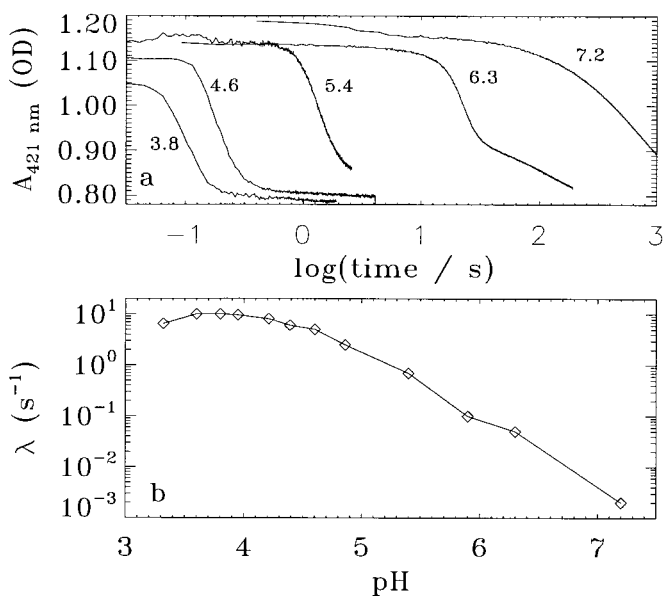 A₄₂₁ ₙₘ (OD)
1.20
1.10
1.00
0.90
0.80
3.8
4.6
5.4
6.3
7.2
a
−1 0 1 2 3
log(time / s)
λ (s⁻¹)
10¹
10⁰
10⁻¹
10⁻²
10⁻³
b
3 4 5 6 7
pH